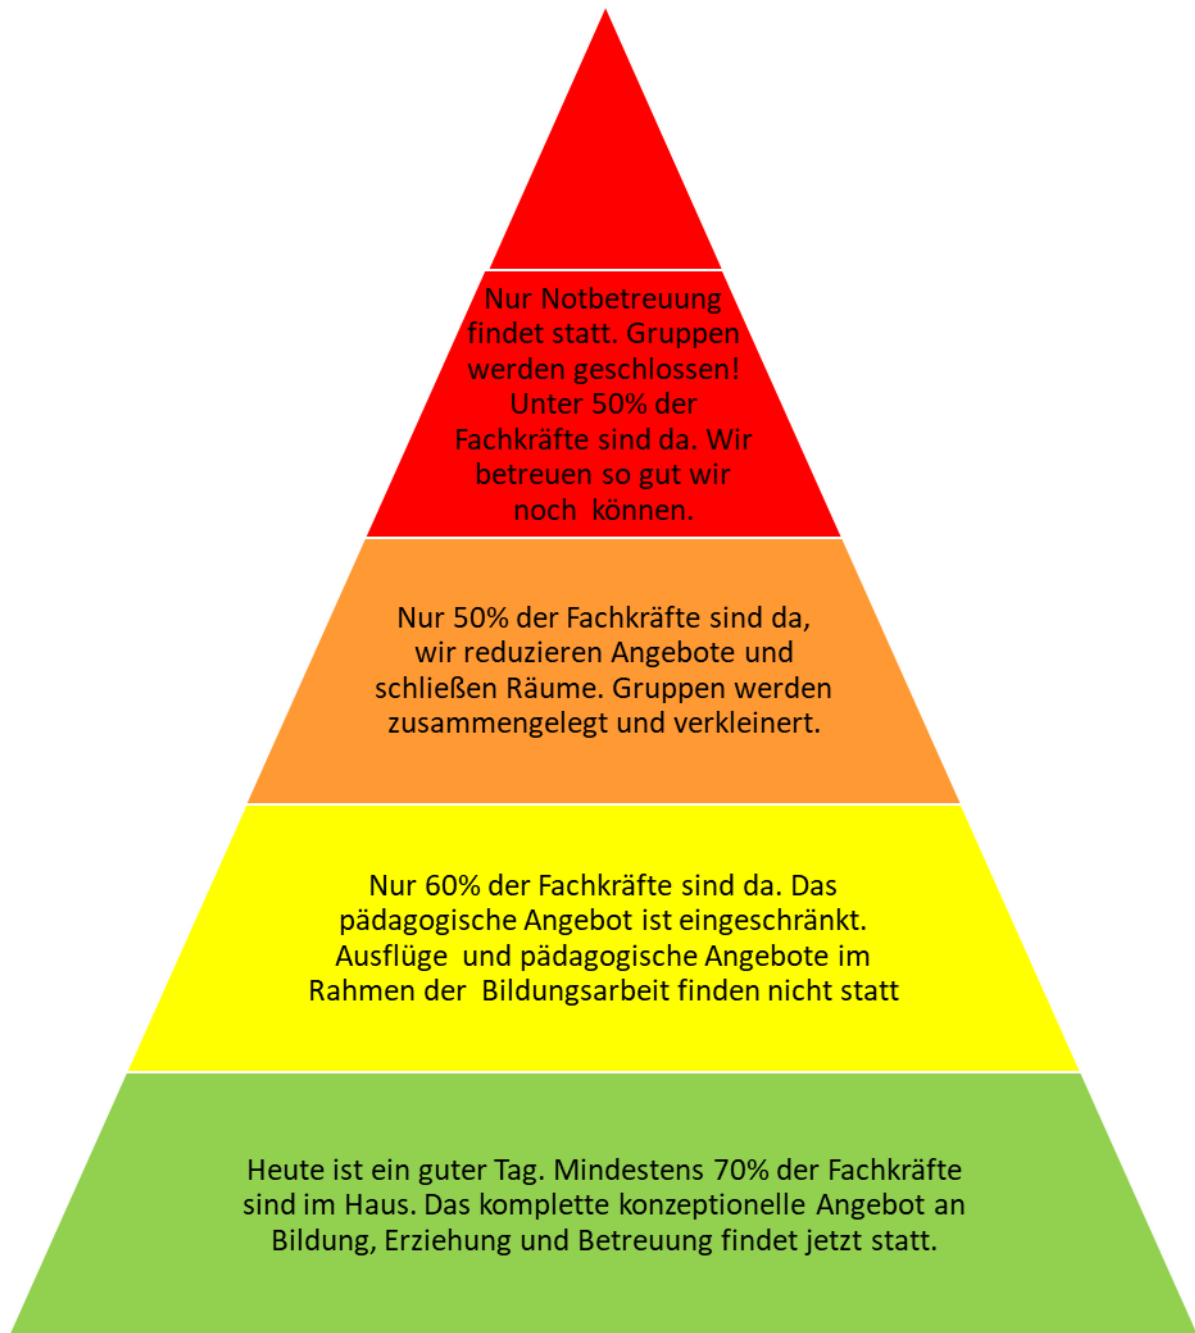 Nur Notbetreuung
findet statt. Gruppen
werden geschlossen!
Unter 50% der
Fachkräfte sind da. Wir
betreuen so gut wir
noch  können.
Nur 50% der Fachkräfte sind da,
wir reduzieren Angebote und
schließen Räume. Gruppen werden
zusammengelegt und verkleinert.
Nur 60% der Fachkräfte sind da. Das
pädagogische Angebot ist eingeschränkt.
Ausflüge  und pädagogische Angebote im
Rahmen der  Bildungsarbeit finden nicht statt
Heute ist ein guter Tag. Mindestens 70% der Fachkräfte
sind im Haus. Das komplette konzeptionelle Angebot an
Bildung, Erziehung und Betreuung findet jetzt statt.